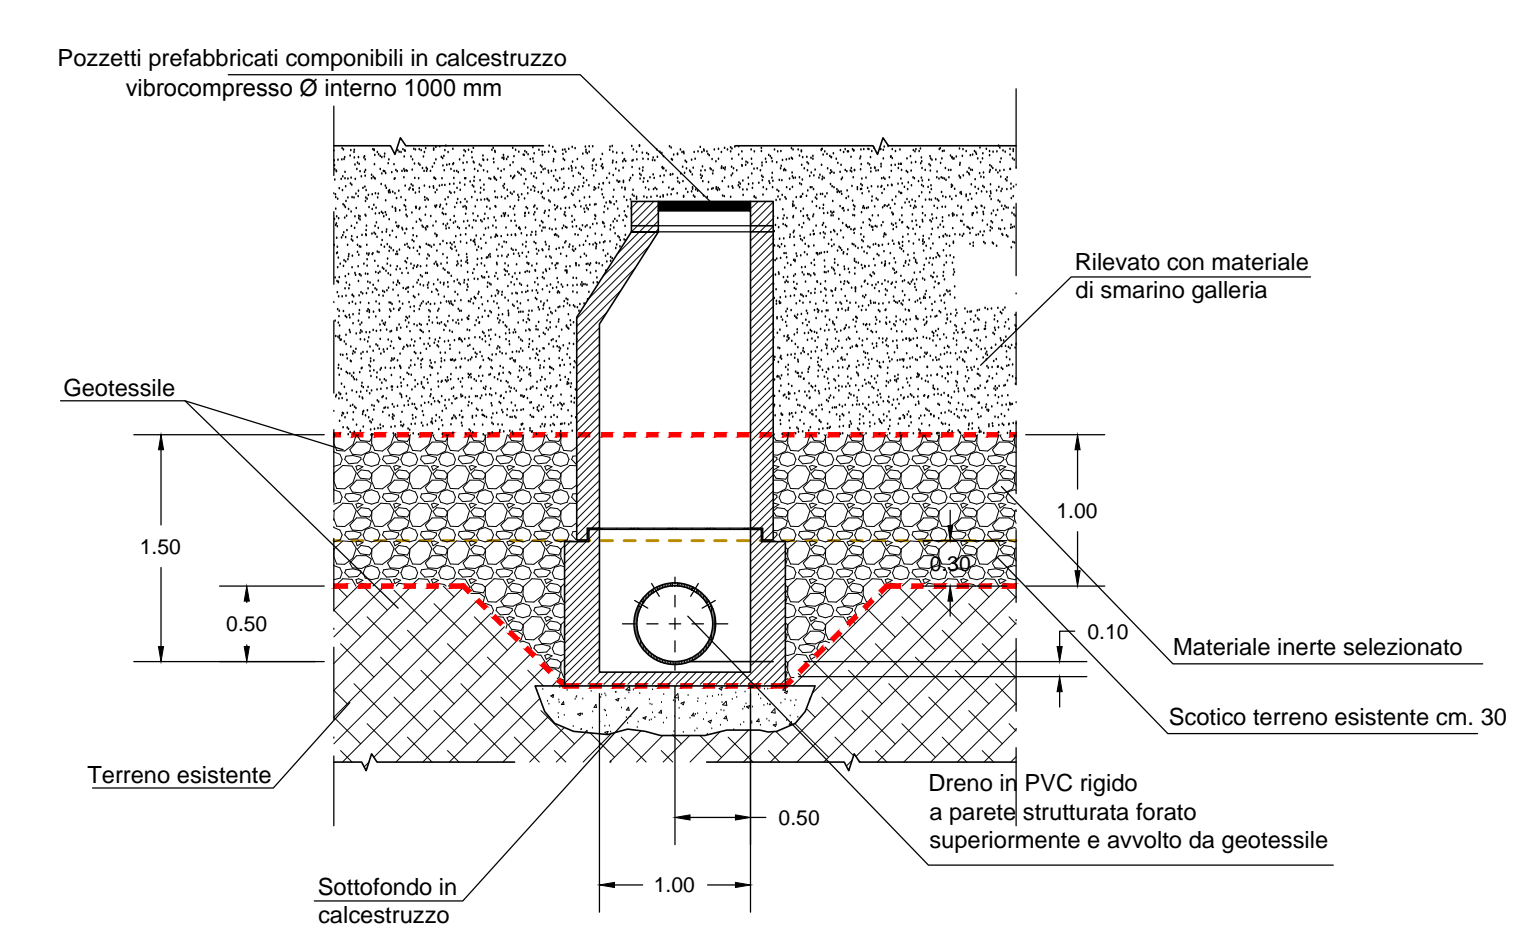 Pozzetti prefabbricati componibili in calcestruzzo
vibrocompresso Ø interno 1000 mm
Rilevato con materiale
di smarino galleria
Geotessile
1.00
1.50
0.30
0.50
0.10
Materiale inerte selezionato
Scotico terreno esistente cm. 30
Terreno esistente
Dreno in PVC rigido
a parete strutturata forato
superiormente e avvolto da geotessile
0.50
1.00
Sottofondo in
calcestruzzo